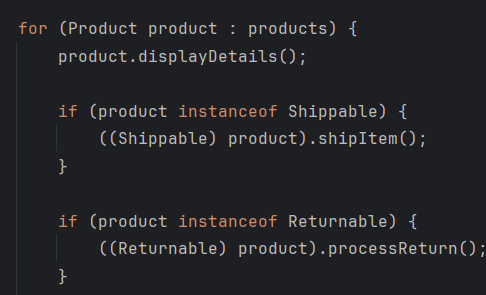 for (Product product : products) {
product.displayDetails();
if (product instanceof Shippable) {
((Shippable) product).shipItem();
}
if (product instanceof Returnable) {
((Returnable) product).processReturn();
}